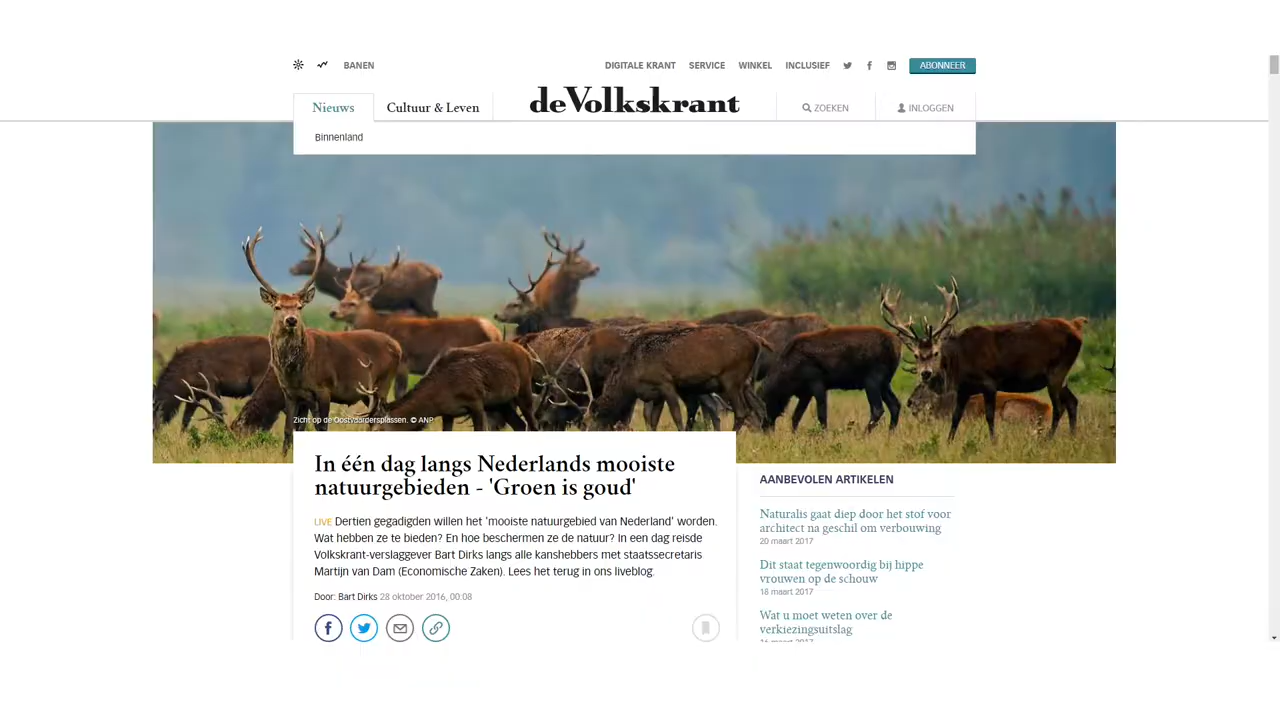 BANEN
DIGITALE KRANT SERVICE WINKEL INCLUSIEF ABONNEER
Nieuws Cultuur & Leven deVolkskrant ZOEKEN INLOGGEN
Binnenland
Zicht op de Oostvaardersplassen. © ANP
In één dag langs Nederlands mooiste
natuurgebieden - 'Groen is goud'
LIVE Dertien gegadigden willen het 'mooiste natuurgebied van Nederland' worden.
Wat hebben ze te bieden? En hoe beschermen ze de natuur? In een dag reisde
Volkskrant-verslaggever Bart Dirks langs alle kanshebbers met staatssecretaris
Martijn van Dam (Economische Zaken). Lees het terug in ons liveblog.
Door: Bart Dirks 28 oktober 2016, 00:08
AANBEVOLEN ARTIKELEN
Naturalis gaat diep door het stof voor
architect na geschil om verbouwing
20 maart 2017
Dit staat tegenwoordig bij hippe
vrouwen op de schouw
18 maart 2017
Wat u moet weten over de
verkiezingsuitslag
16 maart 2017